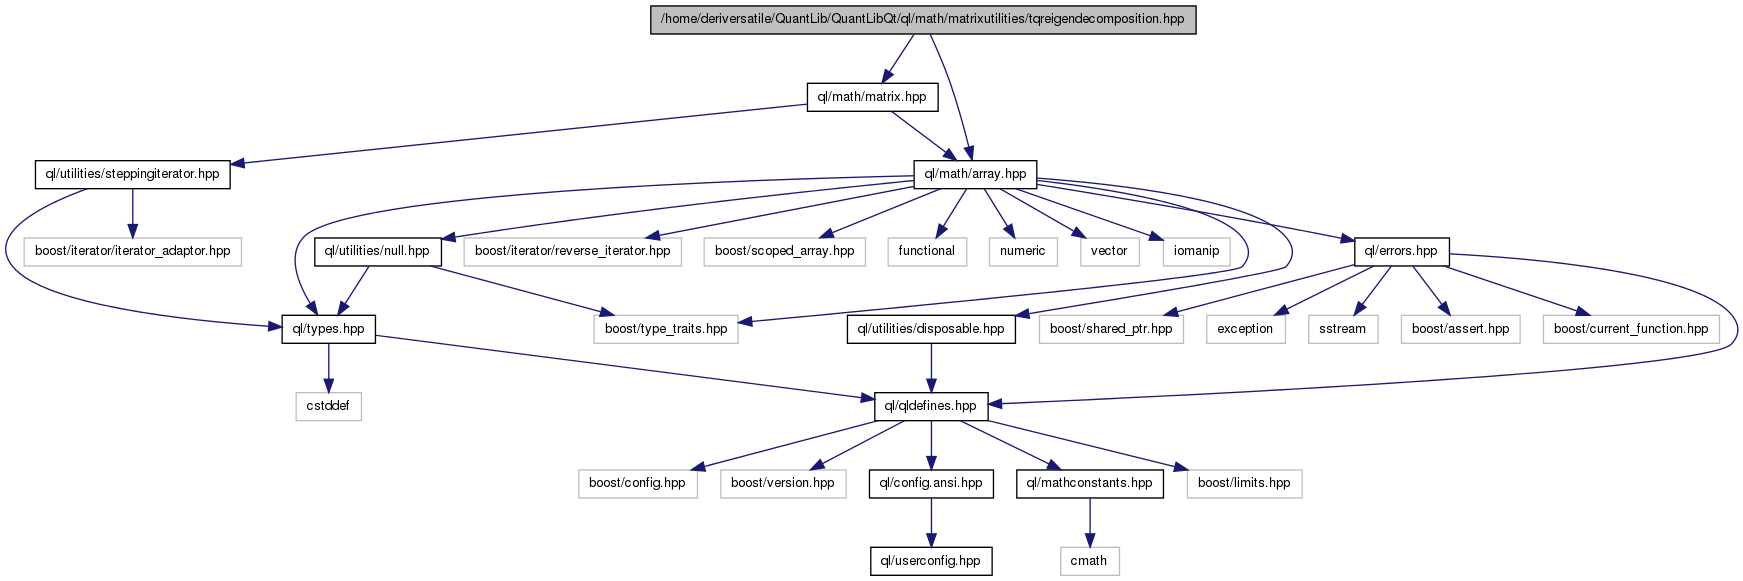 /home/deriversatile/QuantLib/QuantLibQt/ql/math/matrixutilities/tqreigendecomposition.hpp
ql/math/matrix.hpp
ql/utilities/steppingiterator.hpp
ql/math/array.hpp
boost/iterator/iterator_adaptor.hpp
ql/utilities/null.hpp
boost/iterator/reverse_iterator.hpp
boost/scoped_array.hpp
functional
numeric
vector
iomanip
ql/errors.hpp
ql/types.hpp
boost/type_traits.hpp
ql/utilities/disposable.hpp
boost/shared_ptr.hpp
exception
sstream
boost/assert.hpp
boost/current_function.hpp
cstddef
ql/qldefines.hpp
boost/config.hpp
boost/version.hpp
ql/config.ansi.hpp
ql/mathconstants.hpp
boost/limits.hpp
ql/userconfig.hpp
cmath